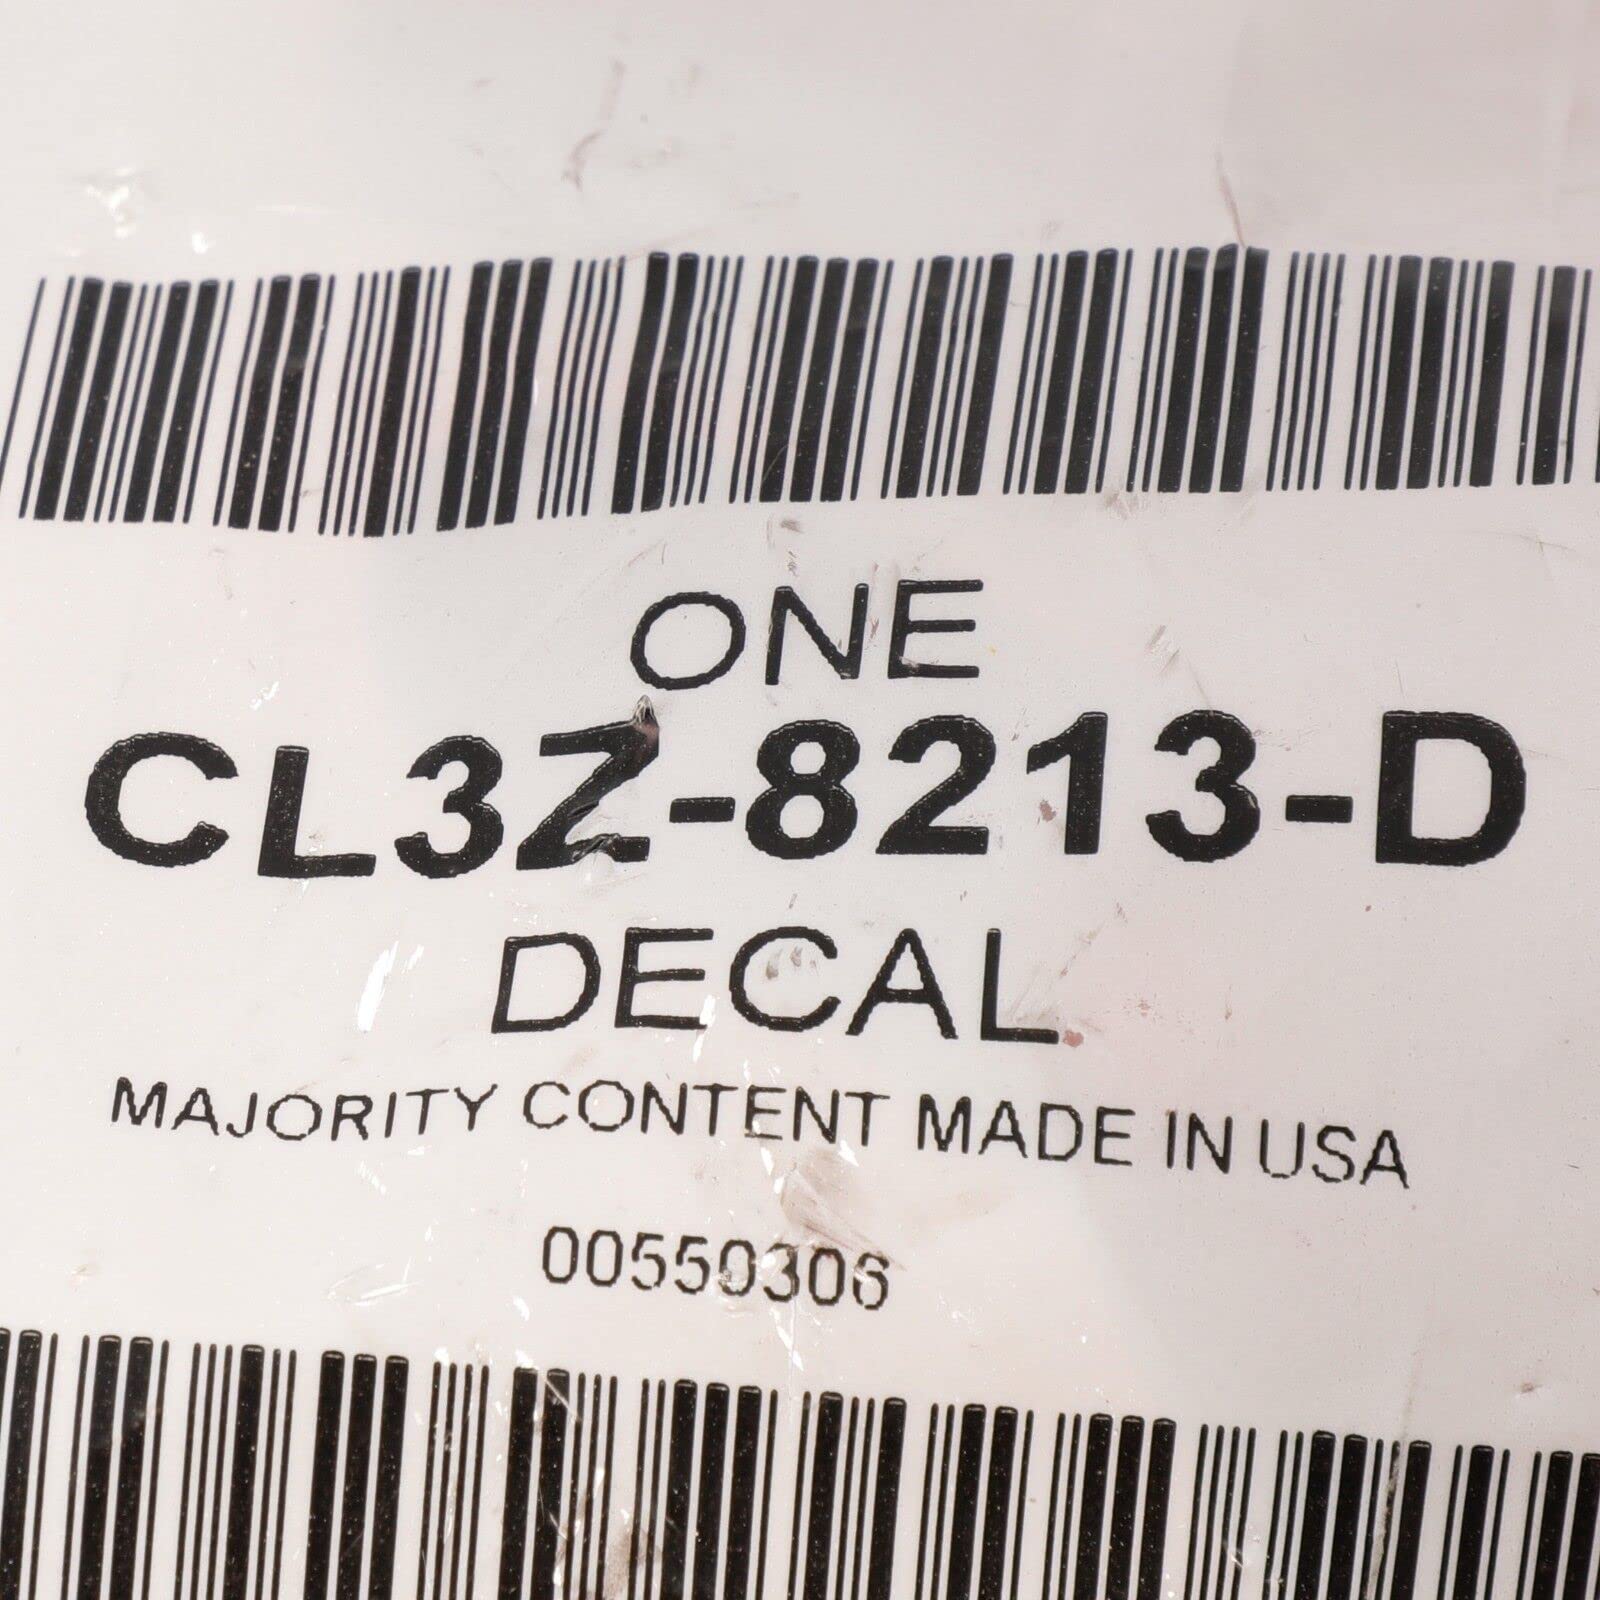 ONE
CL3Z-8213-D
DECAL
MAJORITY CONTENT MADE IN USA
00550306